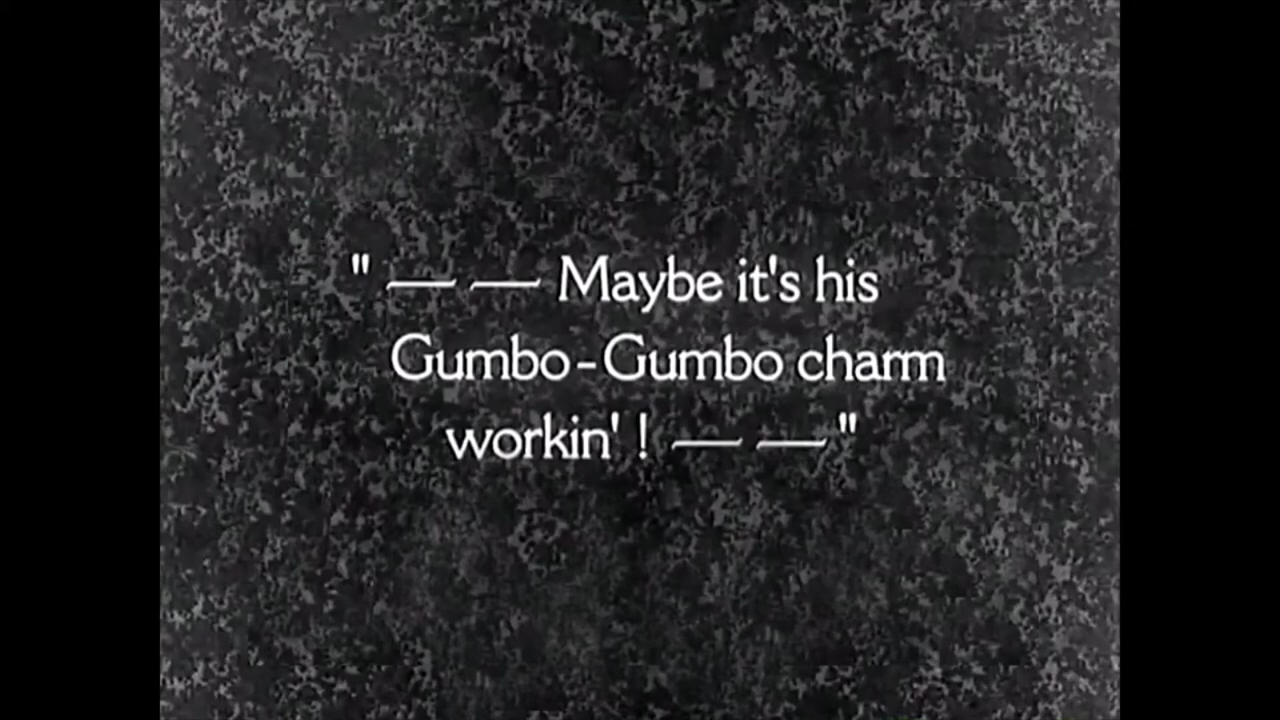 " — — Maybe it's his
Gumbo-Gumbo charm
workin' ! — — "